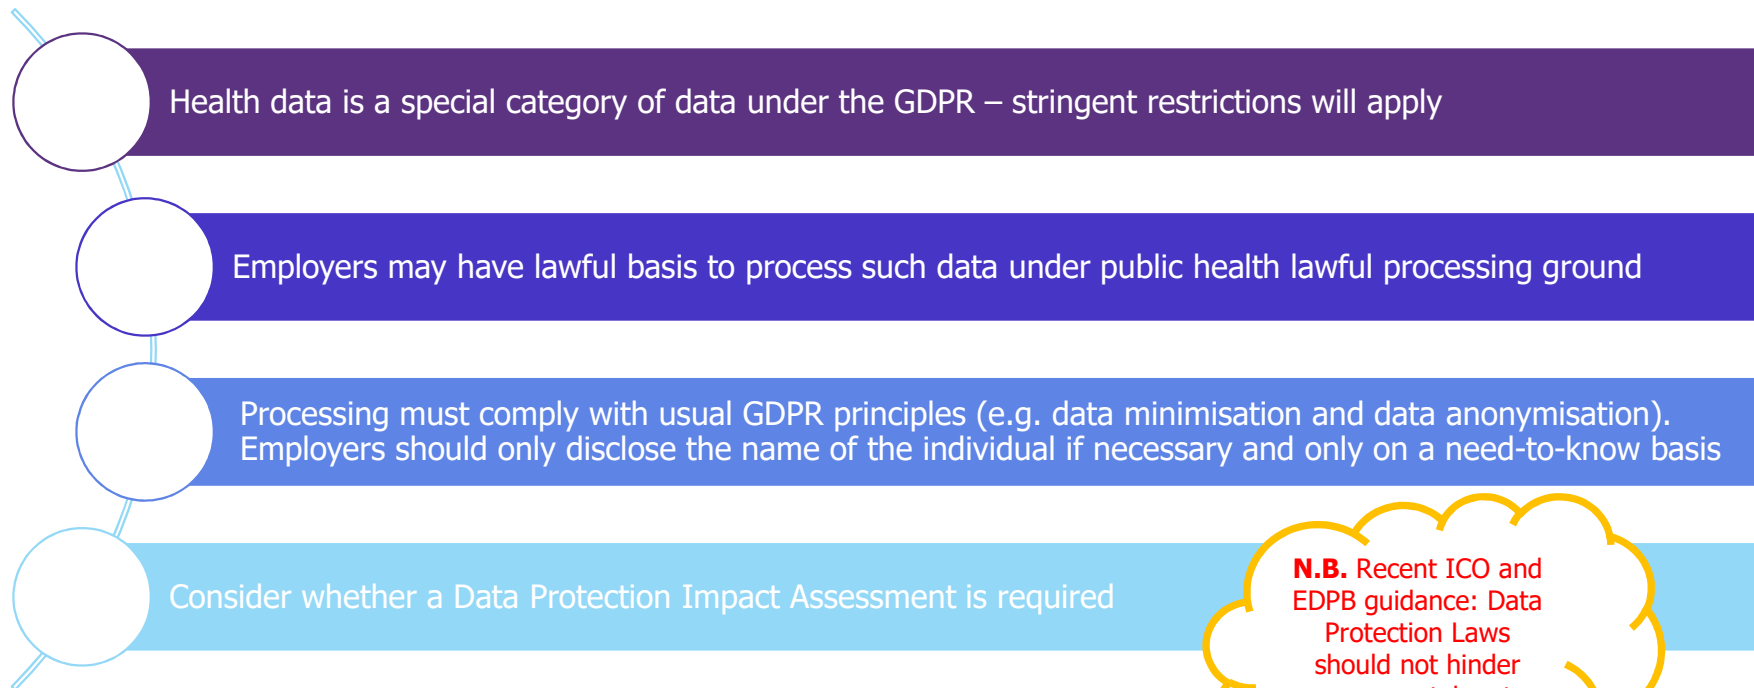 Health data is a special category of data under the GDPR – stringent restrictions will apply
Employers may have lawful basis to process such data under public health lawful processing ground
Processing must comply with usual GDPR principles (e.g. data minimisation and data anonymisation).
Employers should only disclose the name of the individual if necessary and only on a need-to-know basis
Consider whether a Data Protection Impact Assessment is required
N.B. Recent ICO and
EDPB guidance: Data
Protection Laws
should not hinder